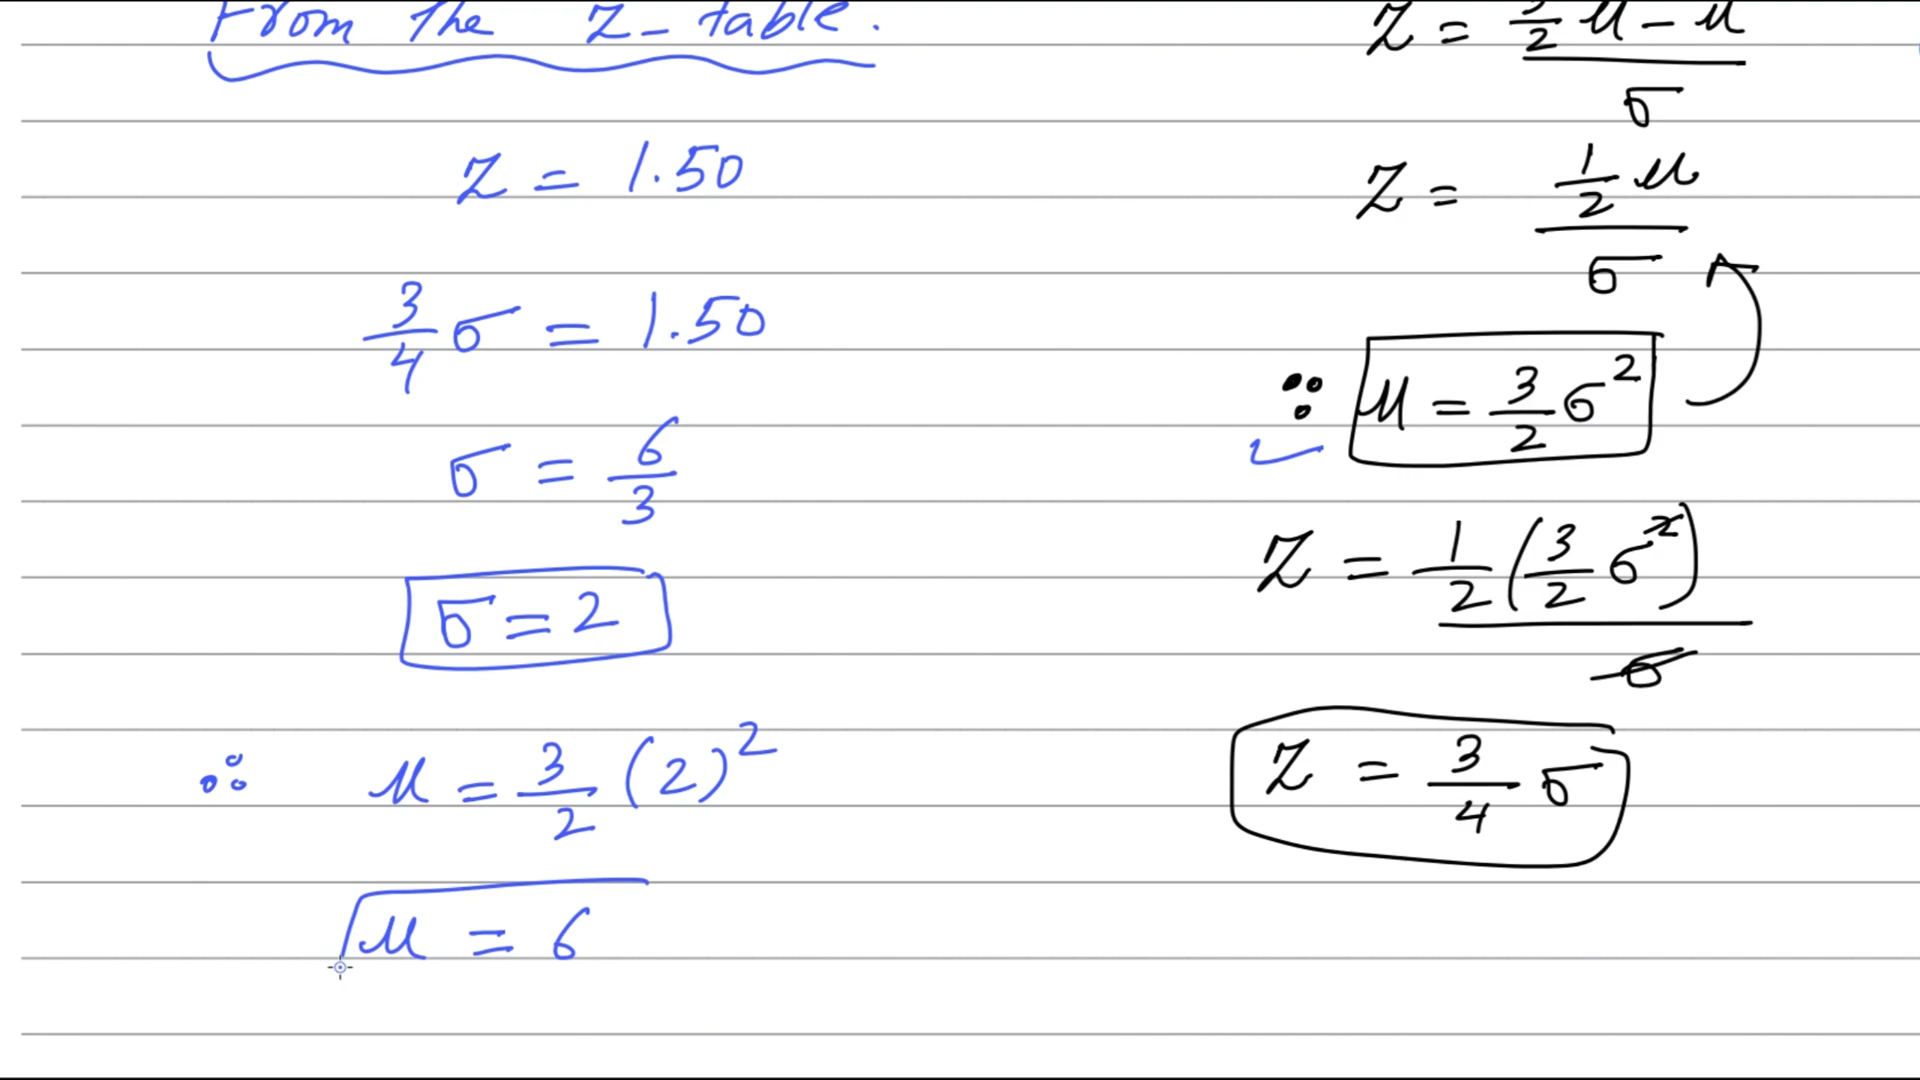 From The Z-table.
Z = 1.50
3/4 σ = 1.50
σ = 6/3
σ = 2
∴ μ = 3/2 (2)²
μ = 6
Z = (3/2 μ - μ)/σ
Z = (1/2 μ)/σ
∵ μ = 3/2 σ²
Z = 1/2 (3/2 σ²)/σ
Z = 3/4 σ